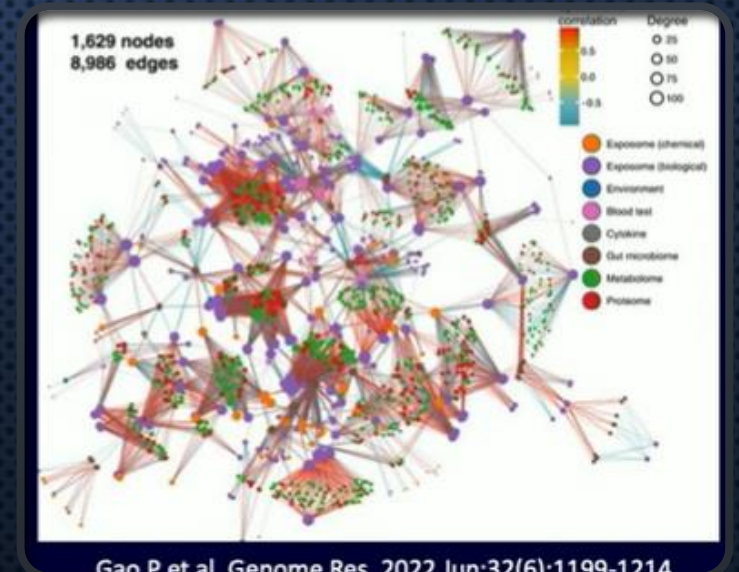 correlation Degree
1,629 nodes
8,986 edges
0.5
0.0
-0.5
25
50
75
100
Exposome (chemical)
Exposome (biological)
Environment
Blood test
Cytokine
Gut microbiome
Metabolome
Proteome
Gao P et al. Genome Res. 2022 Jun;32(6):1199-1214